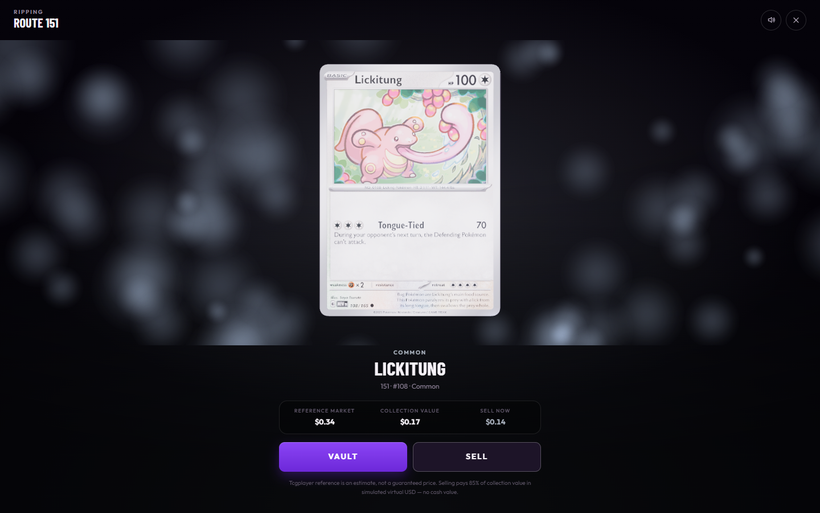 RIPPING
ROUTE 151
BASIC
Lickitung
HP 100
Tongue-Tied 70
During your opponent's next turn, the Defending Pokémon
can't attack.
COMMON
LICKITUNG
151 · #108 · Common
REFERENCE MARKET
$0.34
COLLECTION VALUE
$0.17
SELL NOW
$0.14
VAULT
SELL
Tcgplayer reference is an estimate, not a guaranteed price. Selling pays 85% of collection value in
simulated virtual USD — no cash value.